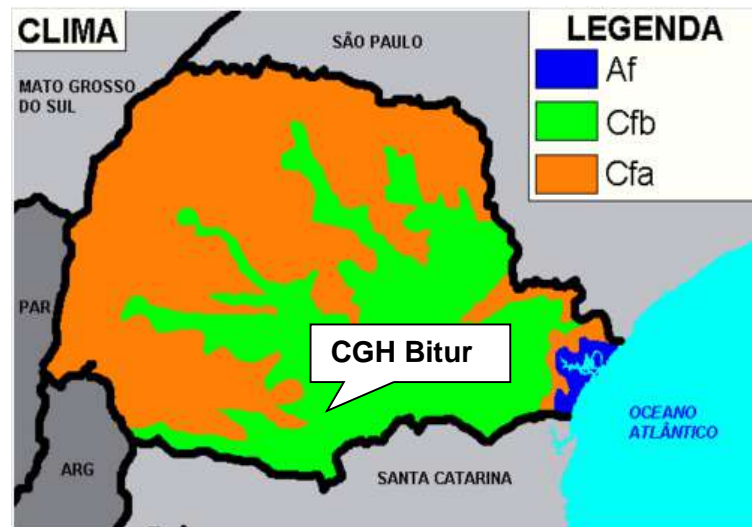 CLIMA
SÃO PAULO
LEGENDA
Af
Cfb
Cfa
MATO GROSSO
DO SUL
PAR
CGH Bitur
OCEANO
ATLÂNTICO
ARG
SANTA CATARINA